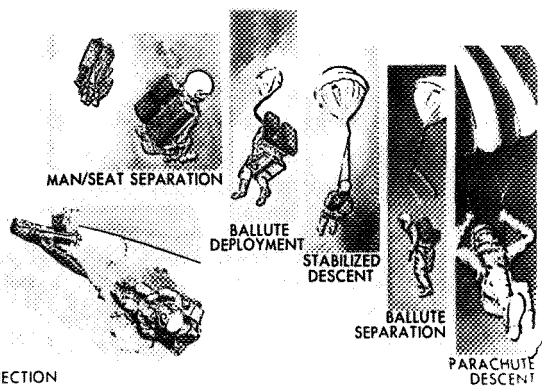 MAN/SEAT SEPARATION
BALLUTE
DEPLOYMENT
STABILIZED
DESCENT
BALLUTE
SEPARATION
PARACHUTE
DESCENT
ECTION